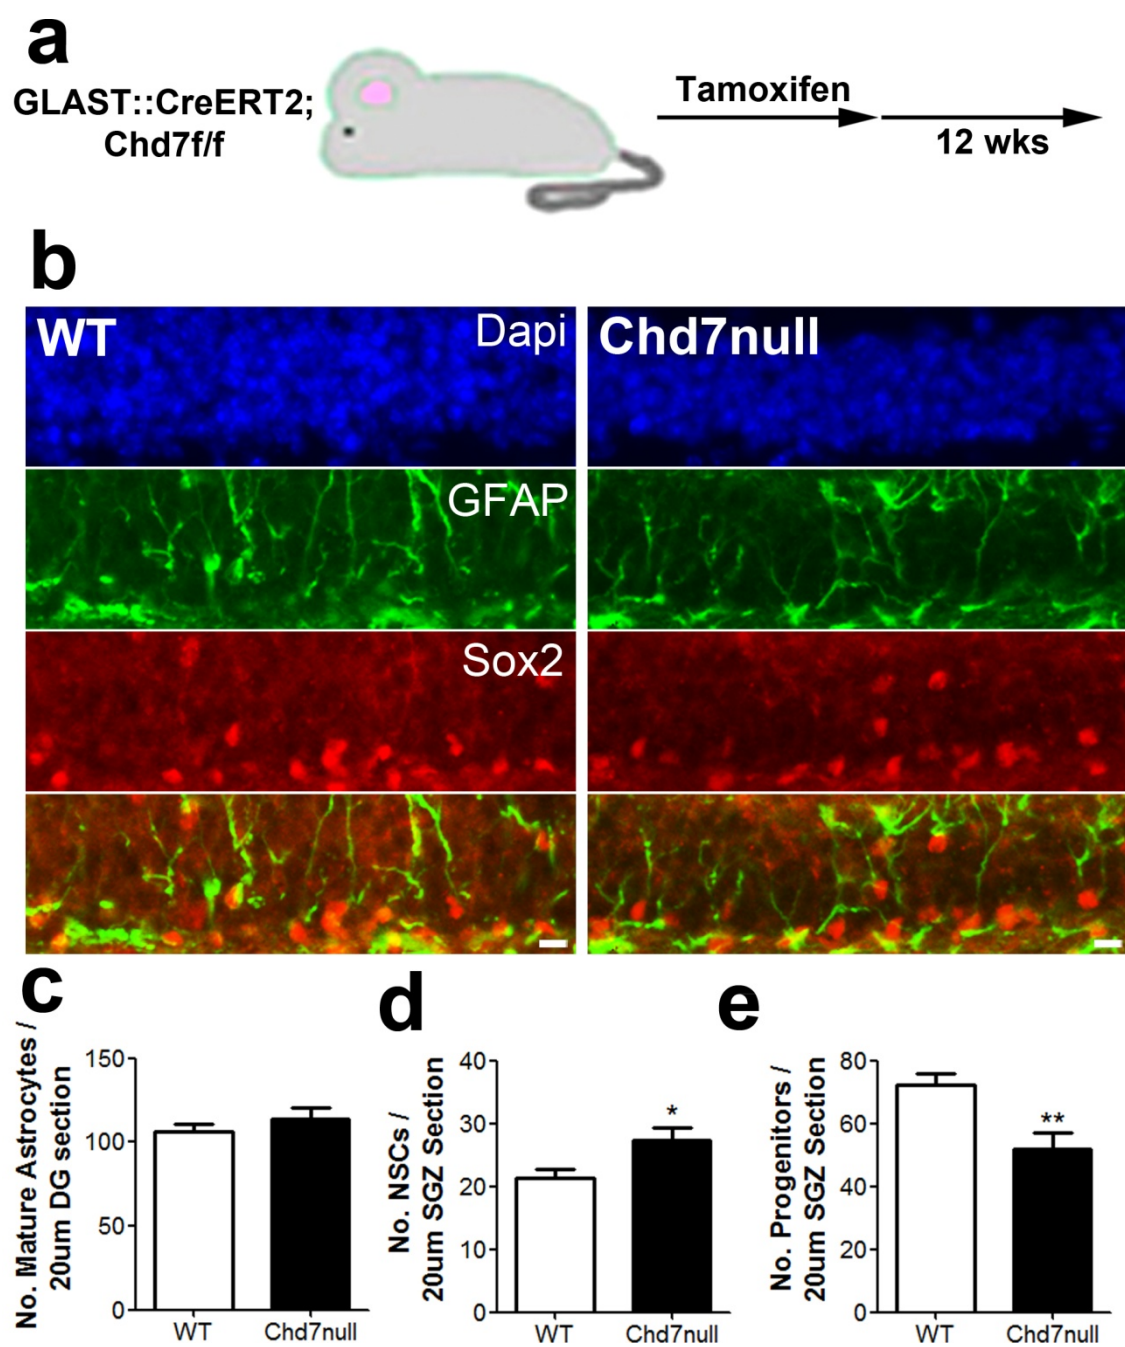 a
GLAST::CreERT2;
Chd7f/f
Tamoxifen
12 wks
b
WT
Dapi
Chd7null
GFAP
Sox2
c
No. Mature Astrocytes /
20um DG section
150
100
50
0
WT
Chd7null
d
No. NSCs /
20um SGZ Section
40
30
20
10
0
*
WT
Chd7null
e
No. Progenitors /
20um SGZ Section
80
60
40
20
0
**
WT
Chd7null